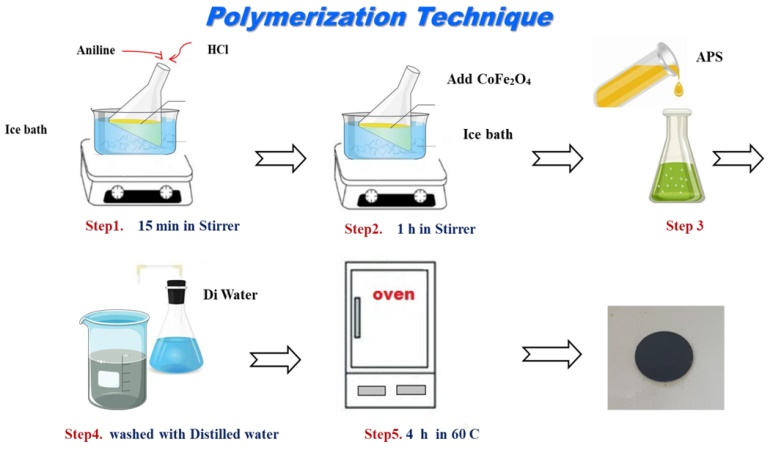 Polymerization Technique
Aniline
HCl
Ice bath
Step1. 15 min in Stirrer
Add CoFe₂O₄
Ice bath
Step2. 1 h in Stirrer
APS
Step 3
Di Water
Step4. washed with Distilled water
oven
Step5. 4 h in 60 C